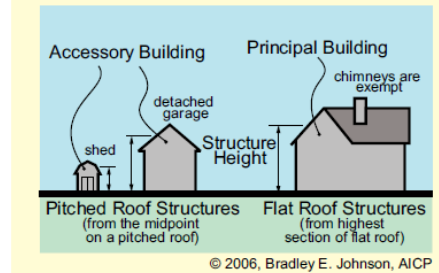 Accessory Building
Principal Building
chimneys are
exempt
detached
garage
shed
Structure
Height
Pitched Roof Structures
(from the midpoint
on a pitched roof)
Flat Roof Structures
(from highest
section of flat roof)
© 2006, Bradley E. Johnson, AICP